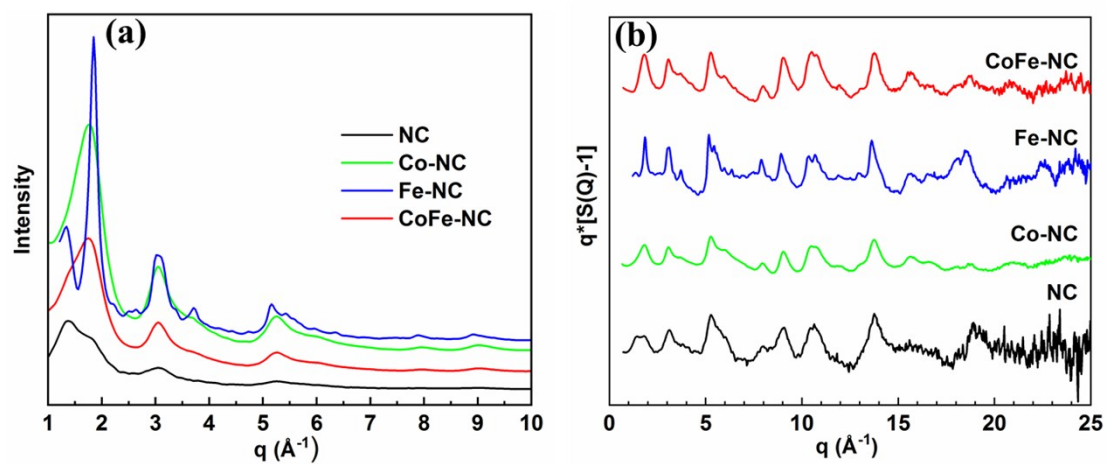 (a)
NC
Co-NC
Fe-NC
CoFe-NC
Intensity
1 2 3 4 5 6 7 8 9 10
q (Å-1)
(b)
CoFe-NC
Fe-NC
Co-NC
NC
q*[S(Q)-1]
0 5 10 15 20 25
q (Å-1)